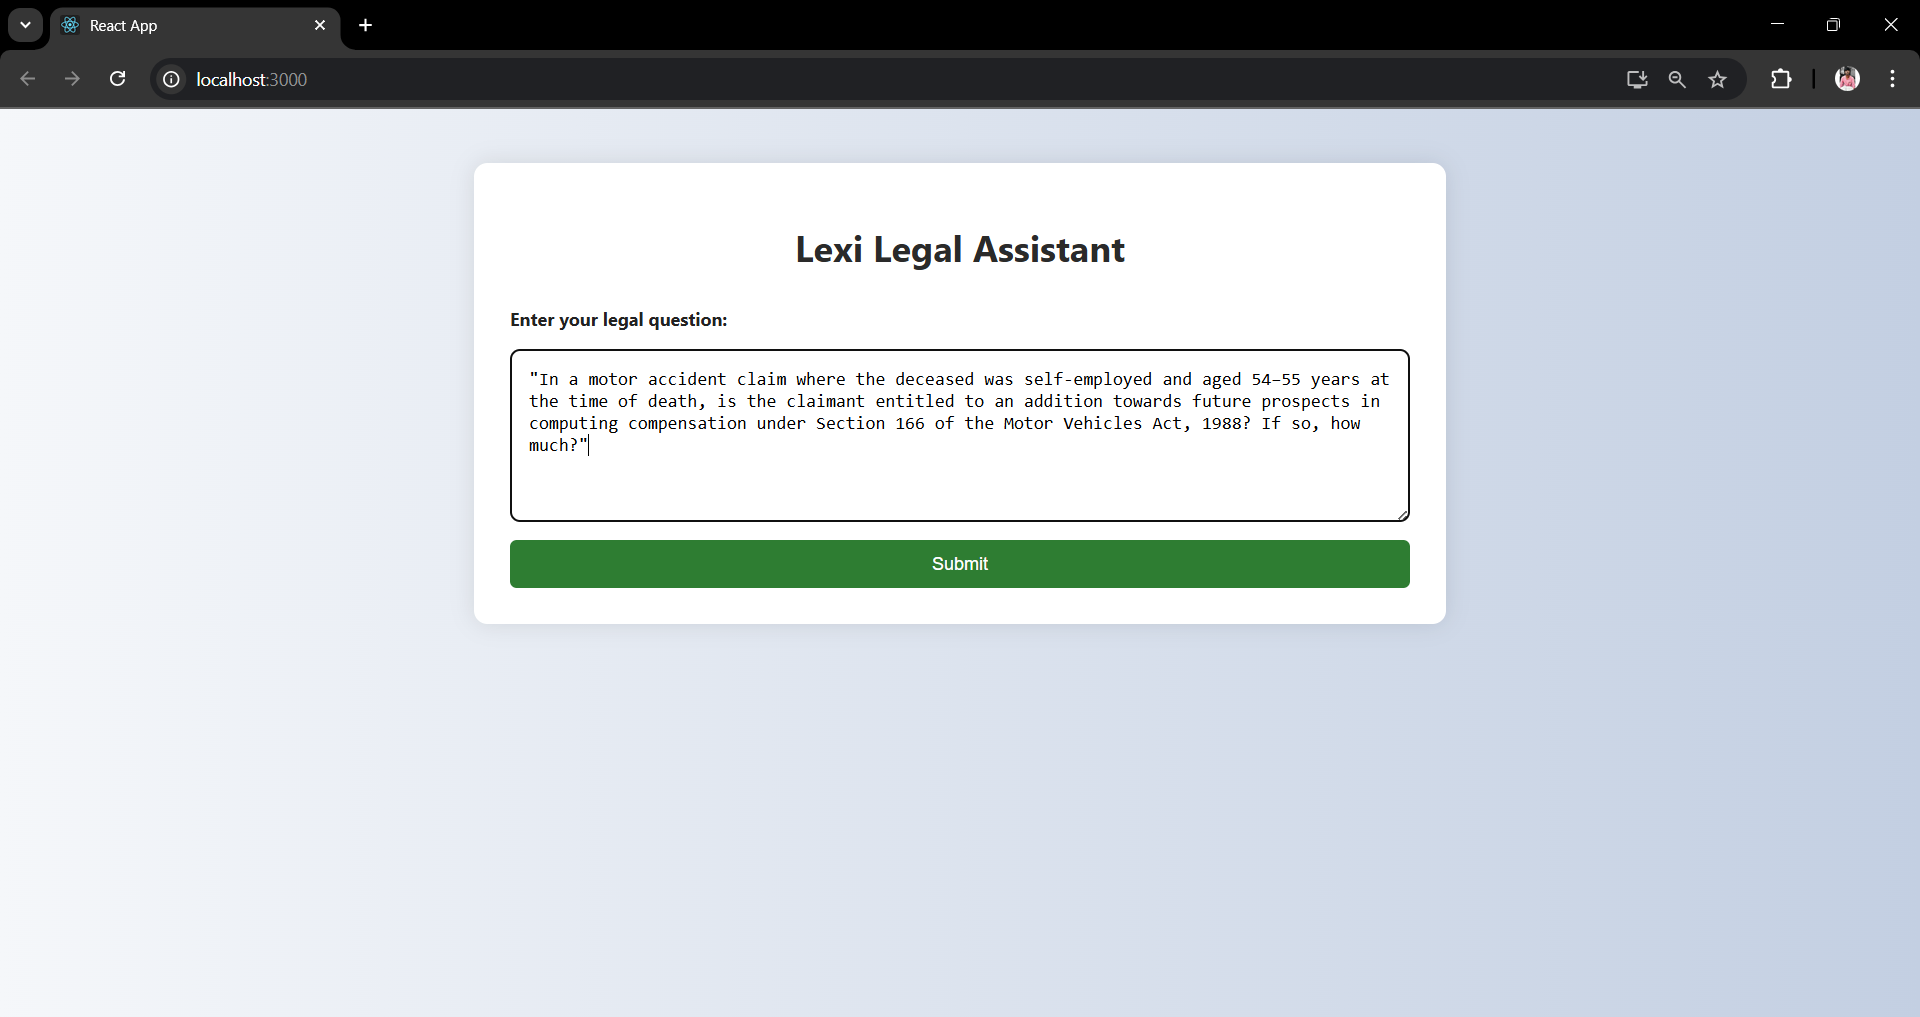 React App
localhost:3000
Lexi Legal Assistant
Enter your legal question:
"In a motor accident claim where the deceased was self-employed and aged 54–55 years at
the time of death, is the claimant entitled to an addition towards future prospects in
computing compensation under Section 166 of the Motor Vehicles Act, 1988? If so, how
much?"
Submit